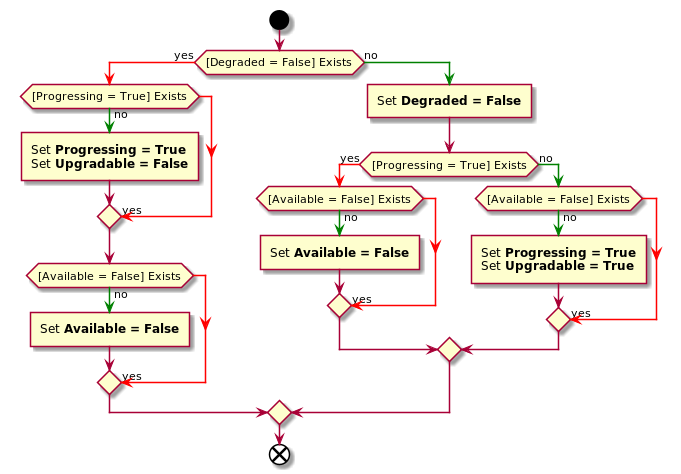 [Degraded = False] Exists
yes
no
[Progressing = True] Exists
no
Set Progressing = True
Set Upgradable = False
yes
[Available = False] Exists
no
Set Available = False
yes
Set Degraded = False
[Progressing = True] Exists
yes
no
[Available = False] Exists
no
Set Available = False
yes
[Available = False] Exists
no
Set Progressing = True
Set Upgradable = True
yes